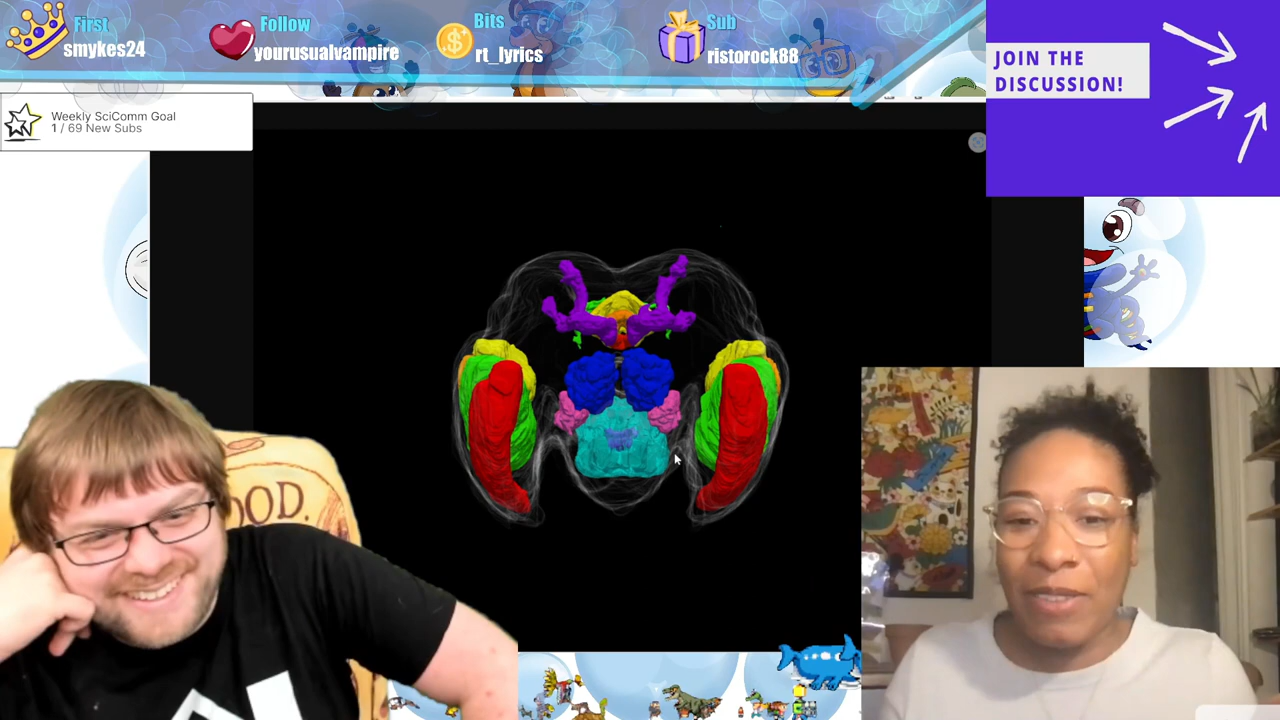 First
smykes24
Follow
yourusualvampire
Bits
rt_lyrics
Sub
ristorock88
JOIN THE
DISCUSSION!
Weekly SciComm Goal
1 / 69 New Subs
OOD.